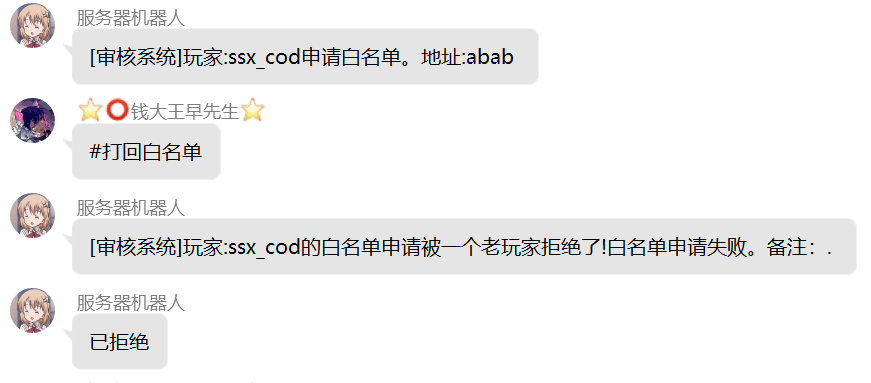 服务器机器人
[审核系统]玩家:ssx_cod申请白名单。地址:abab
⭐⭕钱大王早先生⭐
#打回白名单
服务器机器人
[审核系统]玩家:ssx_cod的白名单申请被一个老玩家拒绝了!白名单申请失败。备注：.
服务器机器人
已拒绝